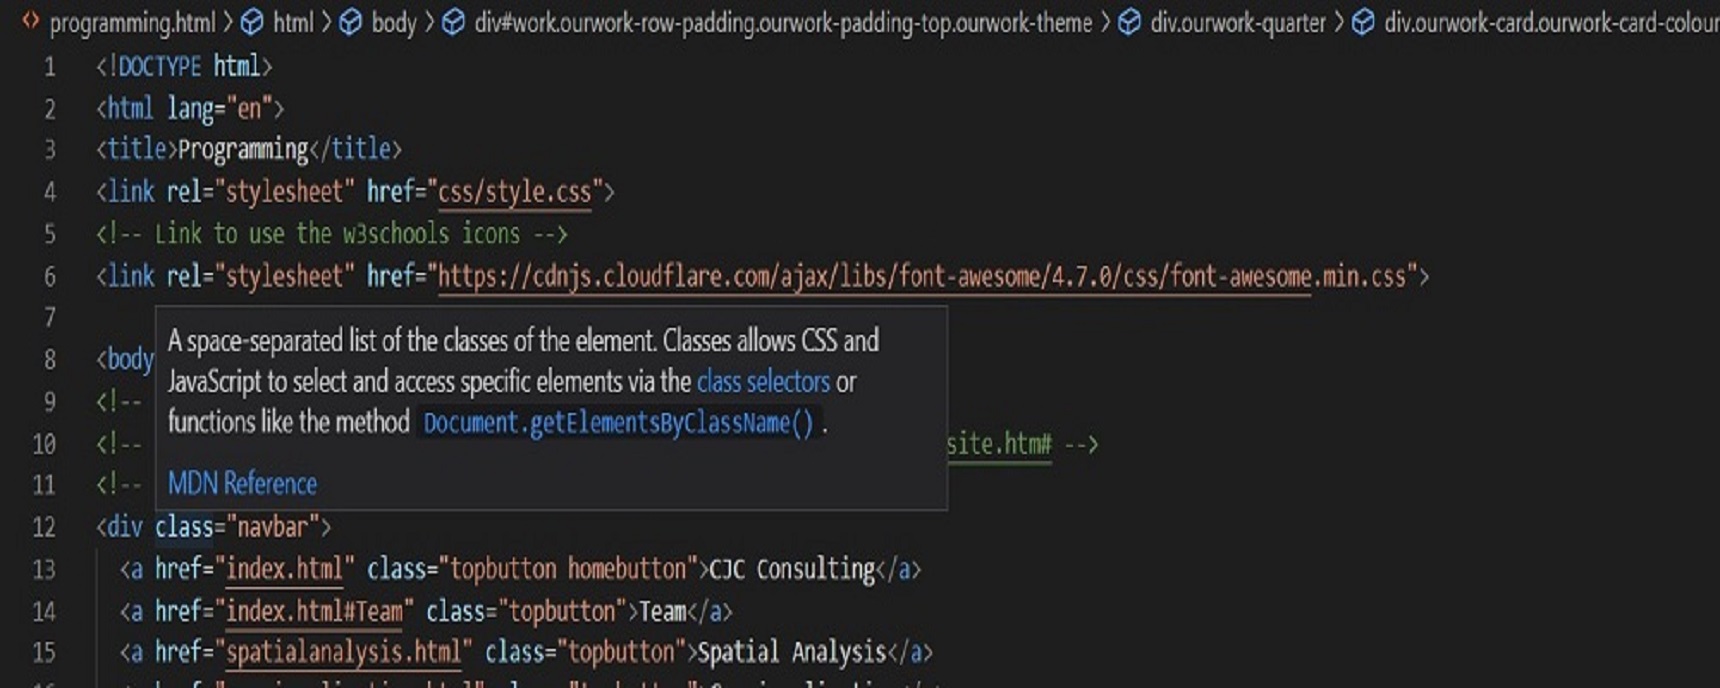 programming.html > html > body > div#work.ourwork-row-padding.ourwork-padding-top.ourwork-theme > div.ourwork-quarter > div.ourwork-card.ourwork-card-colour
1 <!DOCTYPE html>
2 <html lang="en">
3 <title>Programming</title>
4 <link rel="stylesheet" href="css/style.css">
5 <!-- Link to use the w3schools icons -->
6 <link rel="stylesheet" href="https://cdnjs.cloudflare.com/ajax/libs/font-awesome/4.7.0/css/font-awesome.min.css">
7
A space-separated list of the classes of the element. Classes allows CSS and
8 <body
JavaScript to select and access specific elements via the class selectors or
9 <!--
functions like the method Document.getElementsByClassName() .
10 <!-- site.htm# -->
11 <!--
MDN Reference
12 <div class="navbar">
13 <a href="index.html" class="topbutton homebutton">CJC Consulting</a>
14 <a href="index.html#Team" class="topbutton">Team</a>
15 <a href="spatialanalysis.html" class="topbutton">Spatial Analysis</a>